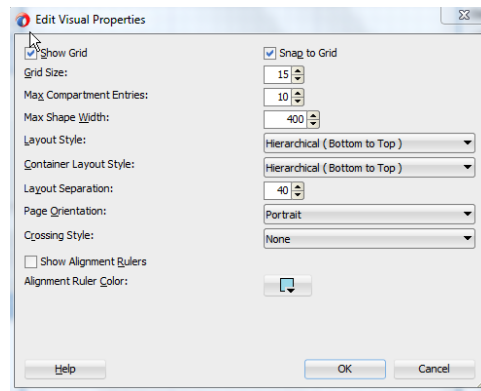 Edit Visual Properties
Show Grid
Snap to Grid
Grid Size:
15
Max Compartment Entries:
10
Max Shape Width:
400
Layout Style:
Hierarchical ( Bottom to Top )
Container Layout Style:
Hierarchical ( Bottom to Top )
Layout Separation:
40
Page Orientation:
Portrait
Crossing Style:
None
Show Alignment Rulers
Alignment Ruler Color:
Help
OK
Cancel